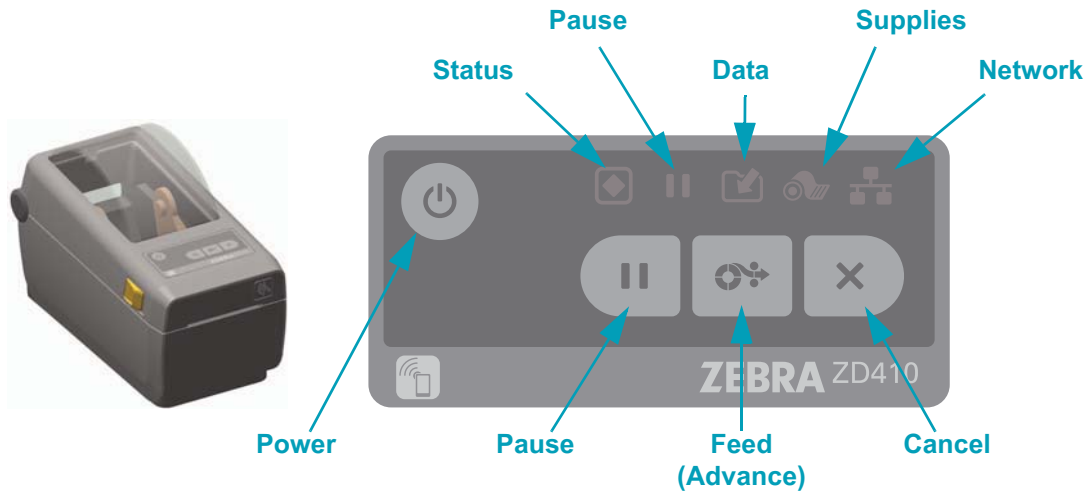 Pause
Supplies
Status
Data
Network
ZEBRA ZD410
Power
Pause
Feed
(Advance)
Cancel